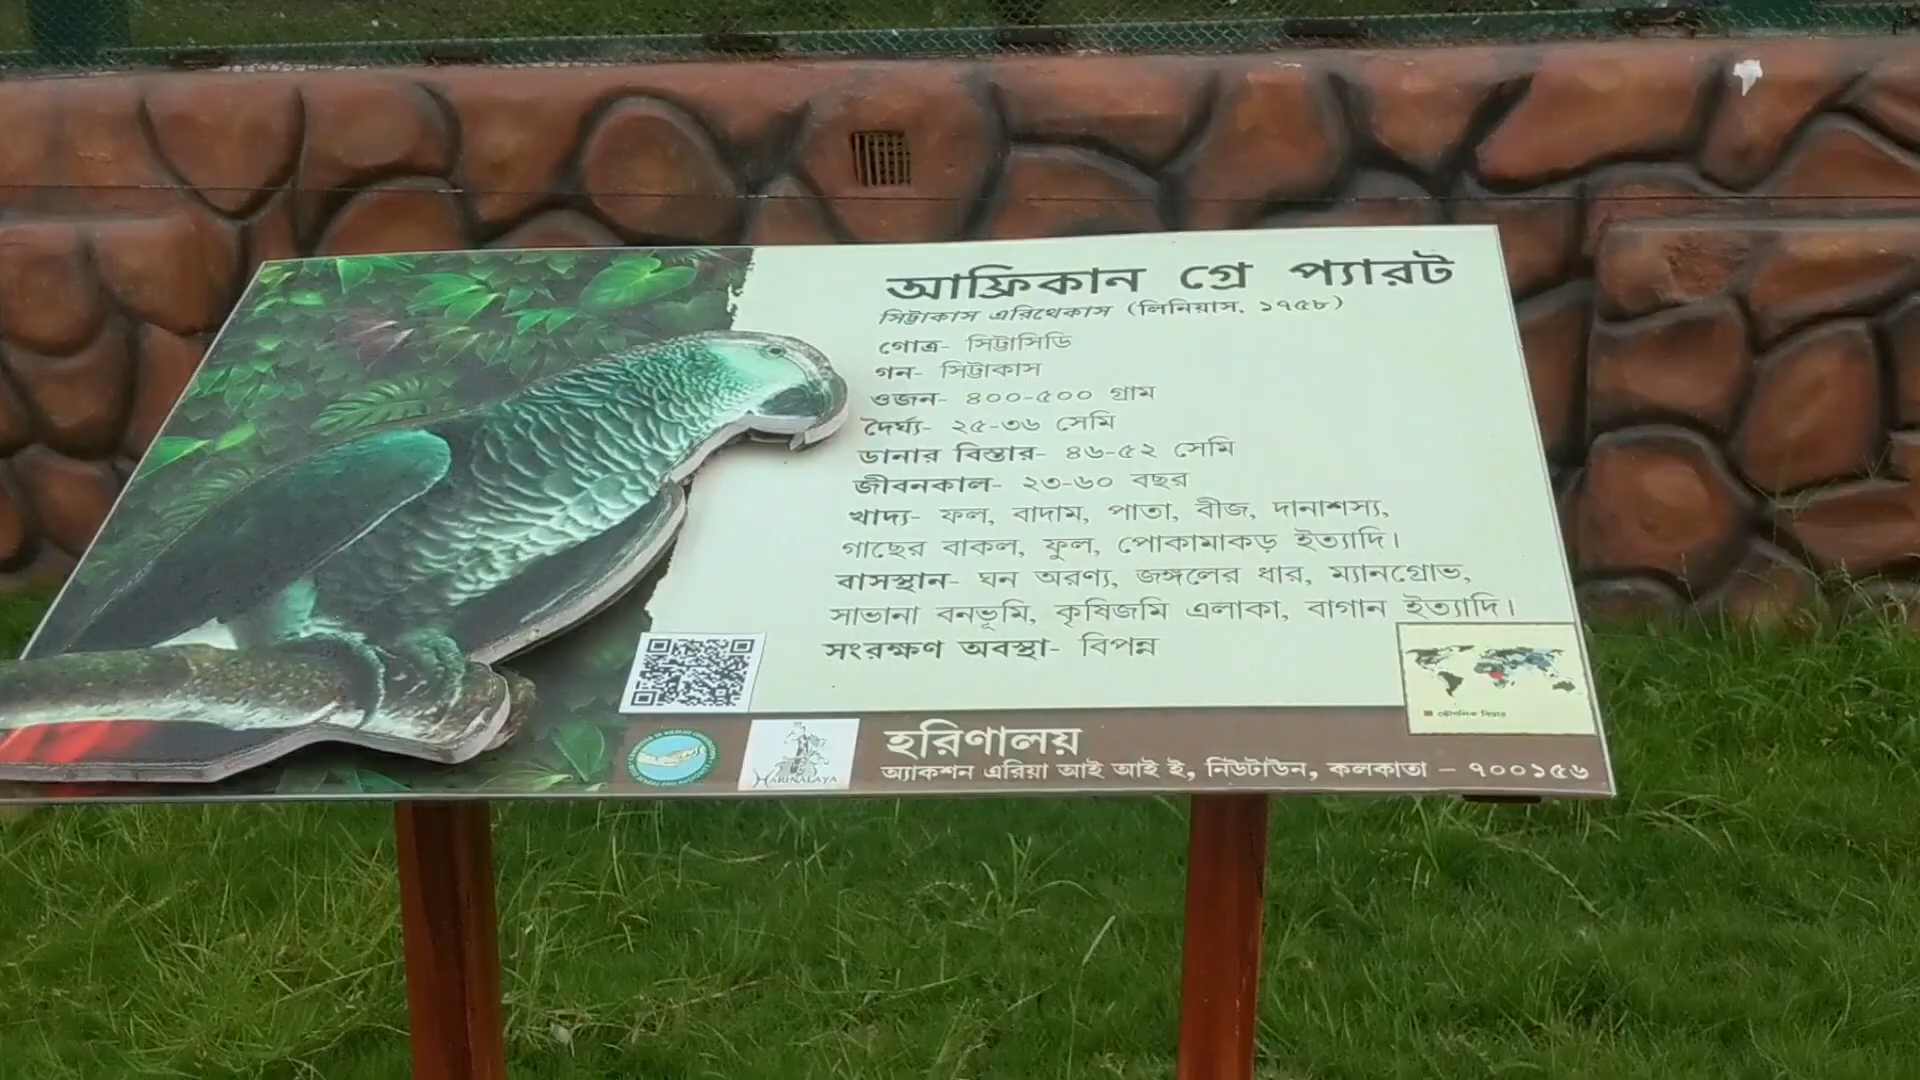 আফ্রিকান গ্রে প্যারট
সিট্টাকাস এরিথেকাস (লিনিয়াস, ১৭৫৮)
গোত্র- সিট্টাসিডি
গন- সিট্টাকাস
ওজন- ৪০০-৫০০ গ্রাম
দৈর্ঘ্য- ২৫-৩৬ সেমি
ডানার বিস্তার- ৪৬-৫২ সেমি
জীবনকাল- ২৩-৬০ বছর
খাদ্য- ফল, বাদাম, পাতা, বীজ, দানাশস্য,
গাছের বাকল, ফুল, পোকামাকড় ইত্যাদি।
বাসস্থান- ঘন অরণ্য, জঙ্গলের ধার, ম্যানগ্রোভ,
সাভানা বনভূমি, কৃষিজমি এলাকা, বাগান ইত্যাদি।
সংরক্ষণ অবস্থা- বিপন্ন
ভৌগলিক বিস্তার
HARINALAYA
হরিণালয়
অ্যাকশন এরিয়া আই আই ই, নিউটাউন, কলকাতা – ৭০০১৫৬